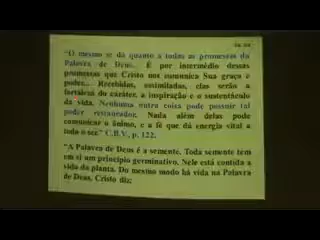 "O mesmo se dá quanto a todas as promessas da
Palavra de Deus. É por intermédio dessas
promessas que Cristo nos comunica Sua graça e
poder... Recebidas, assimiladas, elas serão a
fortaleza do caráter, a inspiração e o sustentáculo
da vida. Nenhuma outra coisa pode possuir tal
poder restaurador. Nada além delas pode
comunicar o ânimo, e a fé que dá energia vital a
todo o ser" C.B.V., p. 122.
"A Palavra de Deus é a semente. Toda semente tem
em si um princípio germinativo. Nele está contida a
vida da planta. Do mesmo modo há vida na Palavra
de Deus. Cristo diz: